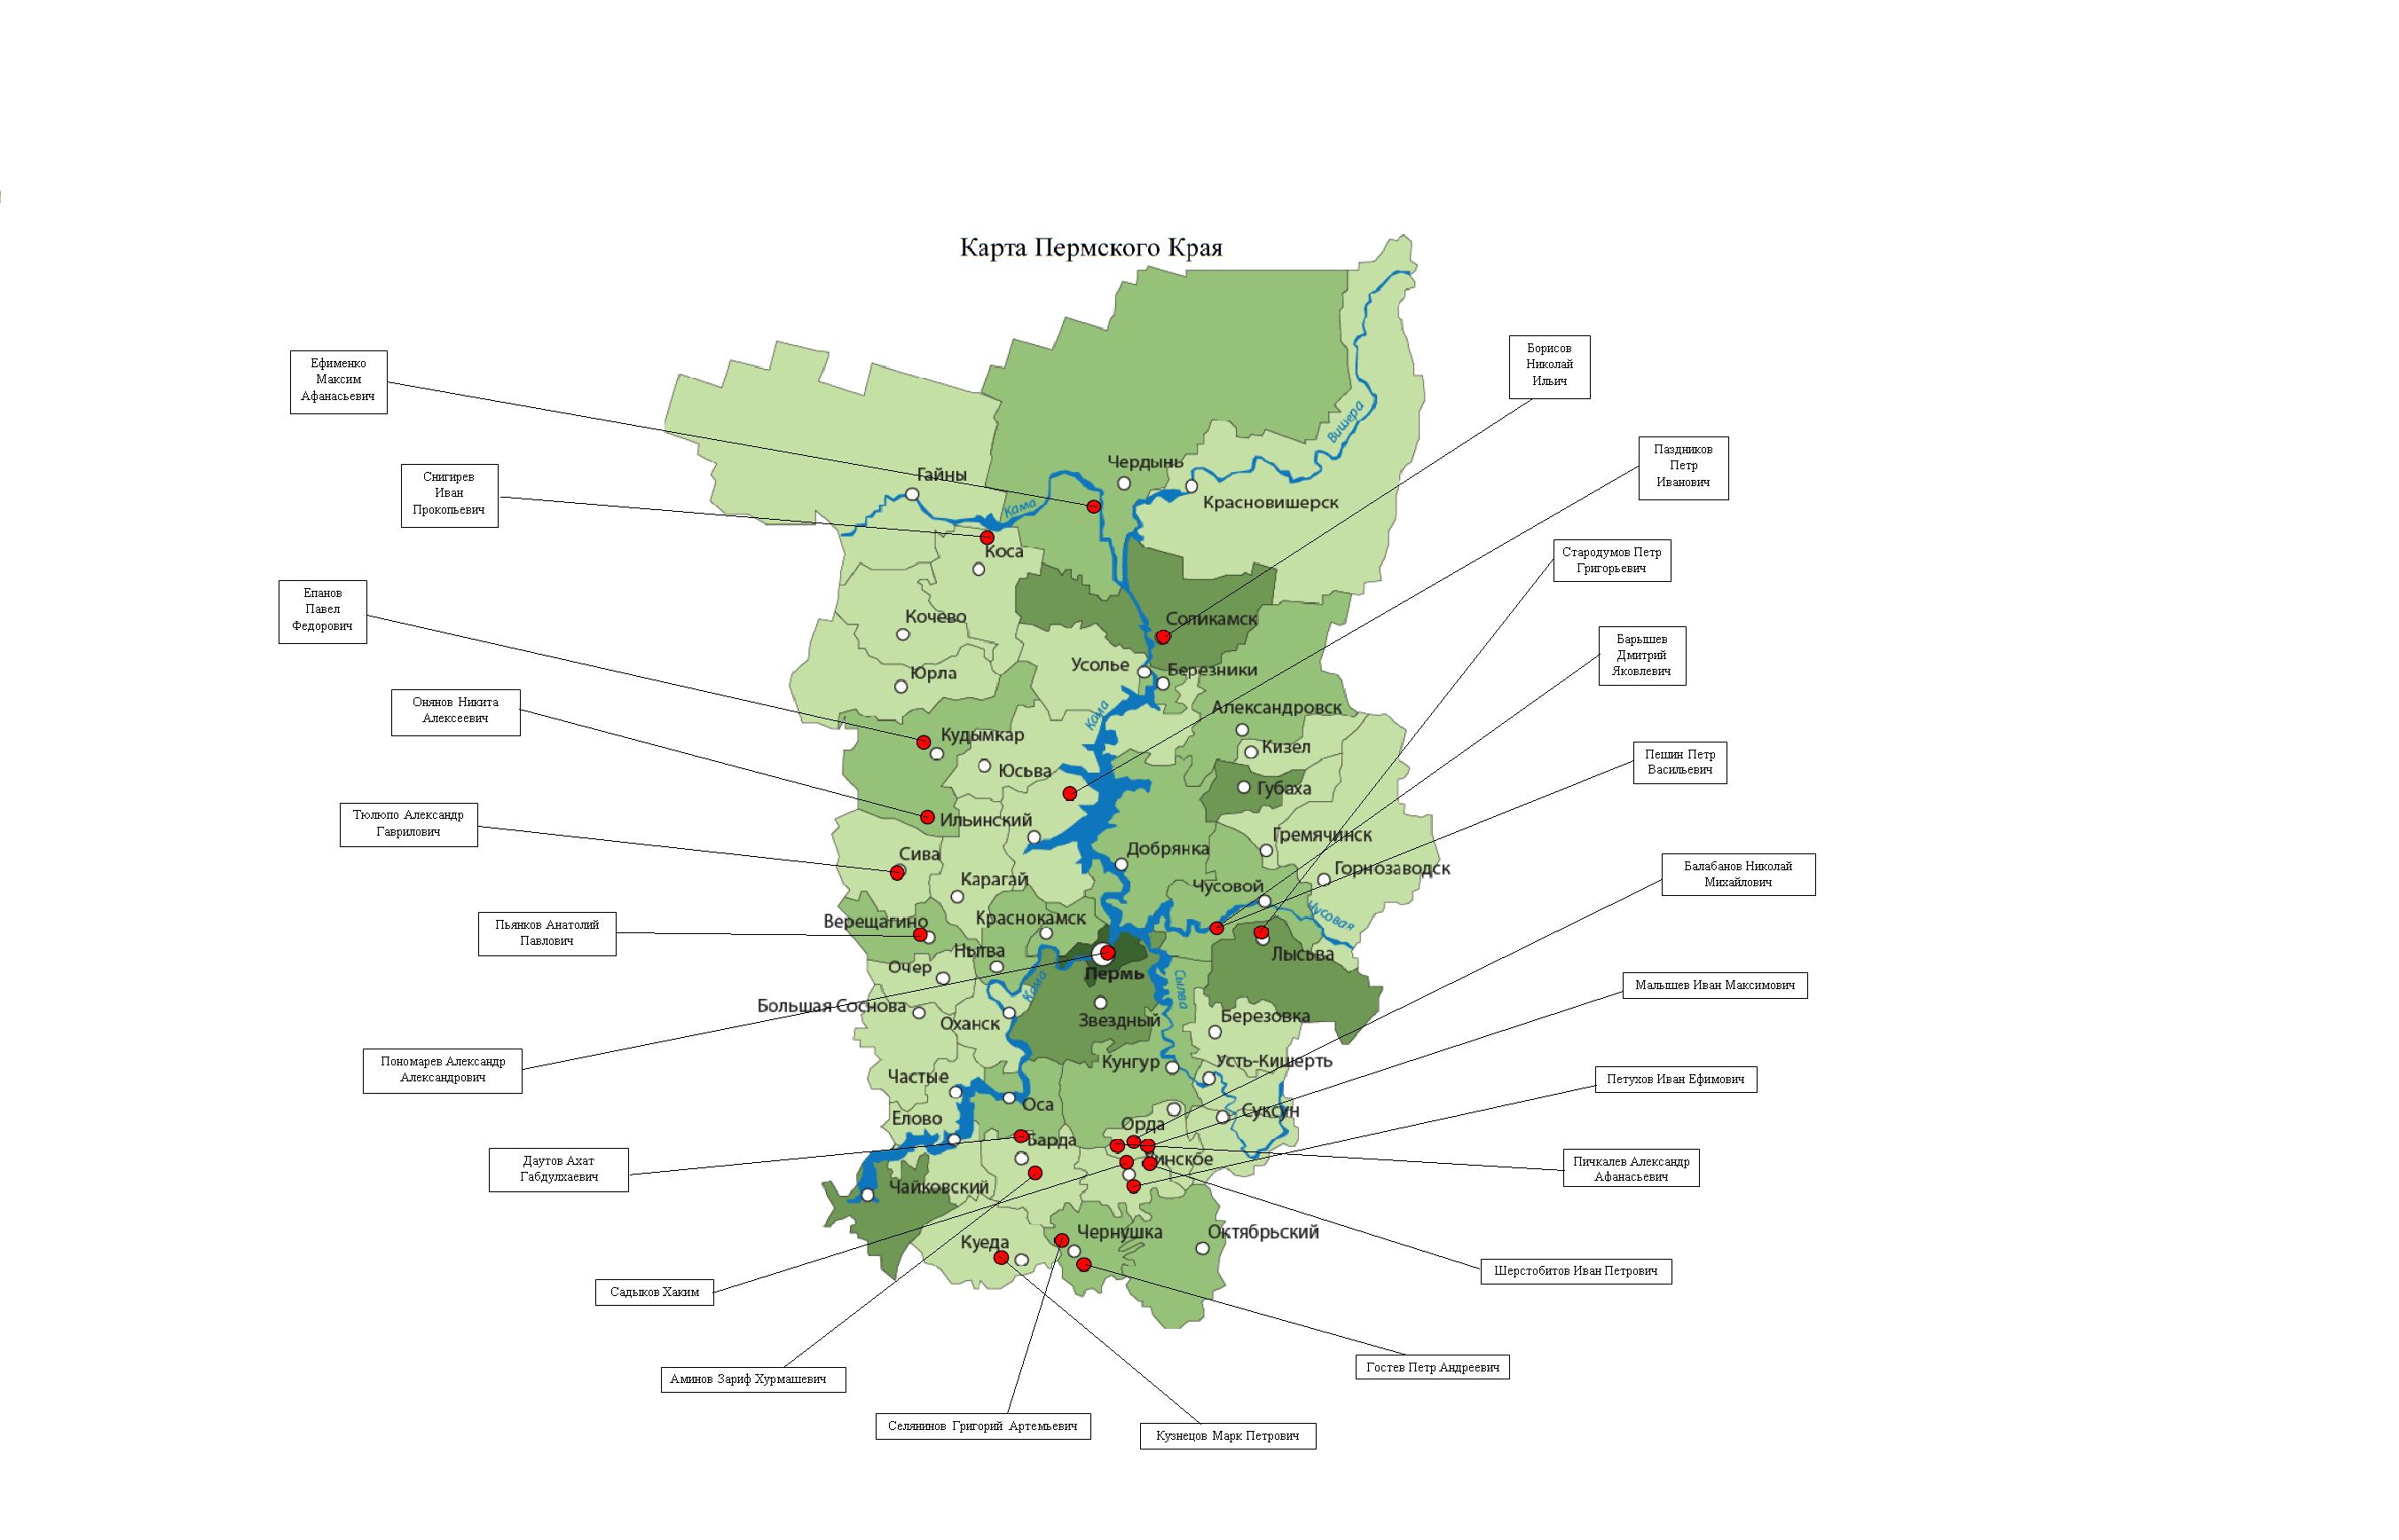 Карта Пермского Края
Ефименко
Максим
Афанасьевич
Борисов
Николай
Ильич
Снигирев
Иван
Прокопьевич
Паздников
Петр
Иванович
Стародумов Петр
Григорьевич
Епанов
Павел
Федорович
Барышев
Дмитрий
Яковлевич
Онянов Никита
Алексеевич
Пешин Петр
Васильевич
Тюлюпо Александр
Гаврилович
Балабанов Николай
Михайлович
Пьянков Анатолий
Павлович
Малышев Иван Максимович
Пономарев Александр
Александрович
Петухов Иван Ефимович
Даутов Ахат
Габдулхаевич
Пичкалев Александр
Афанасьевич
Садыков Хаким
Шерстобитов Иван Петрович
Аминов Зариф Хурмашевич
Гостев Петр Андреевич
Селянинов Григорий Артемьевич
Кузнецов Марк Петрович
Вишера
Чердынь
Гайны
Красновишерск
Кама
Коса
Кочево
Соликамск
Усолье
Березники
Юрла
Кама
Александровск
Кудымкар
Кизел
Юсьва
Губаха
Ильинский
Гремячинск
Добрянка
Сива
Горнозаводск
Карагай
Чусовой
Чусовая
Верещагино
Краснокамск
Нытва
Лысьва
Очер
Пермь
Кама
Сылва
Большая Соснова
Оханск
Звездный
Березовка
Кунгур
Усть-Кишерть
Частые
Оса
Елово
Суксун
Орда
Барда
инское
Чайковский
Чернушка
Октябрьский
Куеда